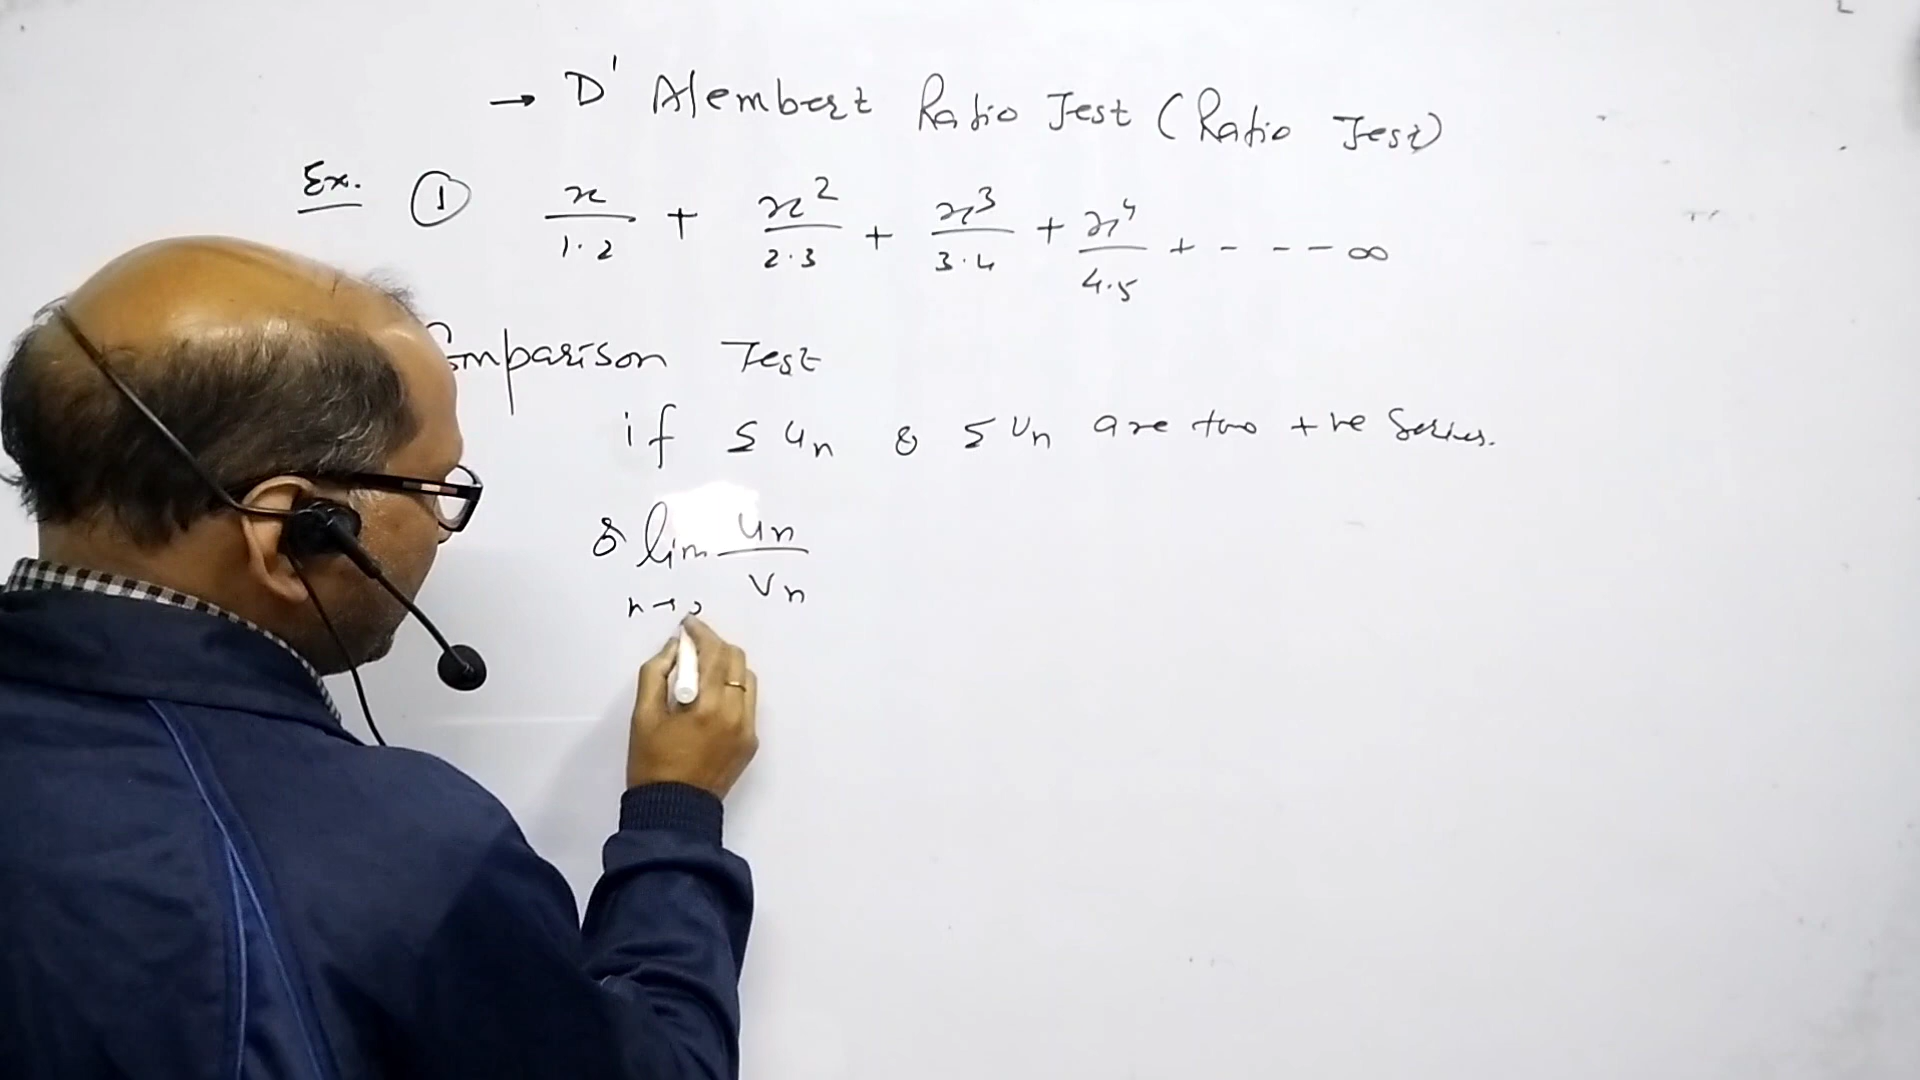 → D' Alembert Ratio Test (Ratio Test)
Ex. ① x/1·2 + x²/2·3 + x³/3·4 + x⁴/4·5 + - - - ∞
omparison Test
if Σ un & Σ vn are two +ve Series.
& lim un/vn
n→